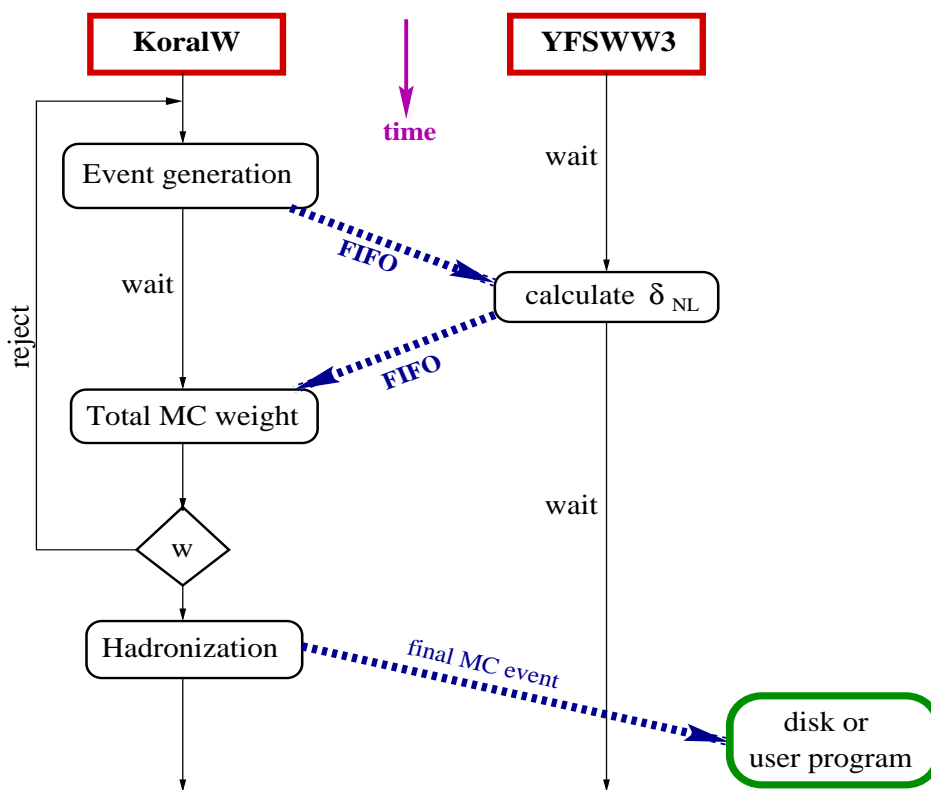 KoralW
YFSWW3
time
wait
Event generation
FIFO
wait
calculate δ NL
reject
FIFO
Total MC weight
wait
w
Hadronization
final MC event
disk or
user program